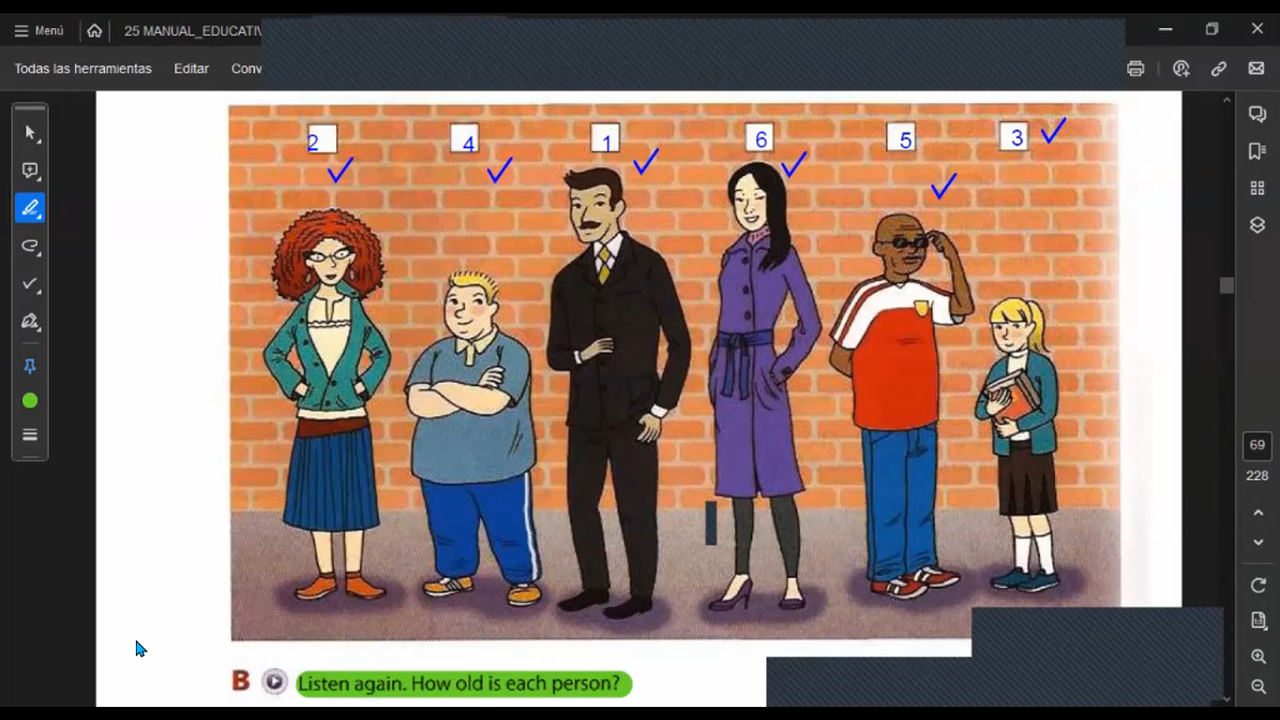 Menú
25 MANUAL_EDUCATIV
Todas las herramientas
Editar
Conv
2 4 1 6 5 3
69
228
B Listen again. How old is each person?